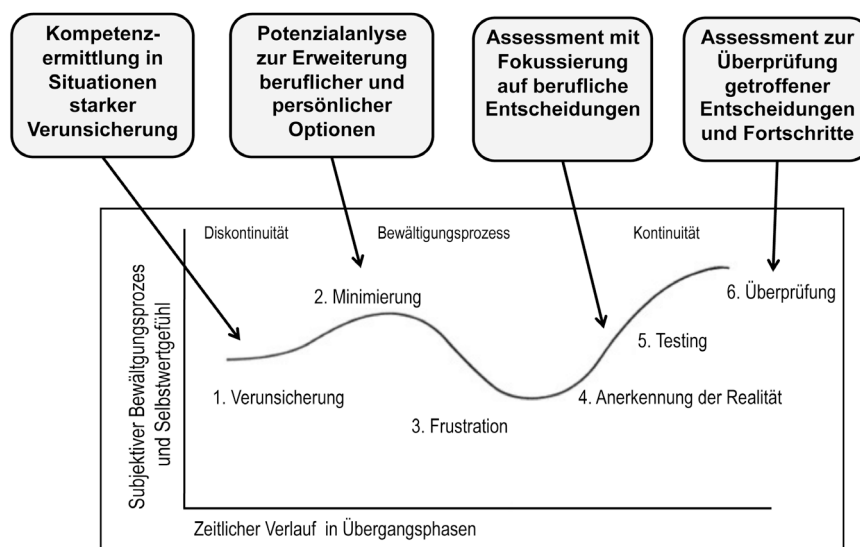 Kompetenz-
ermittlung in
Situationen
starker
Verunsicherung
Potenzialanalyse
zur Erweiterung
beruflicher und
persönlicher
Optionen
Assessment mit
Fokussierung
auf berufliche
Entscheidungen
Assessment zur
Überprüfung
getroffener
Entscheidungen
und Fortschritte
Diskontinuität
Bewältigungsprozess
Kontinuität
Subjektiver Bewältgungsprozes
und Selbstwertgefühl
1. Verunsicherung
2. Minimierung
3. Frustration
4. Anerkennung der Realität
5. Testing
6. Überprüfung
Zeitlicher Verlauf in Übergangsphasen